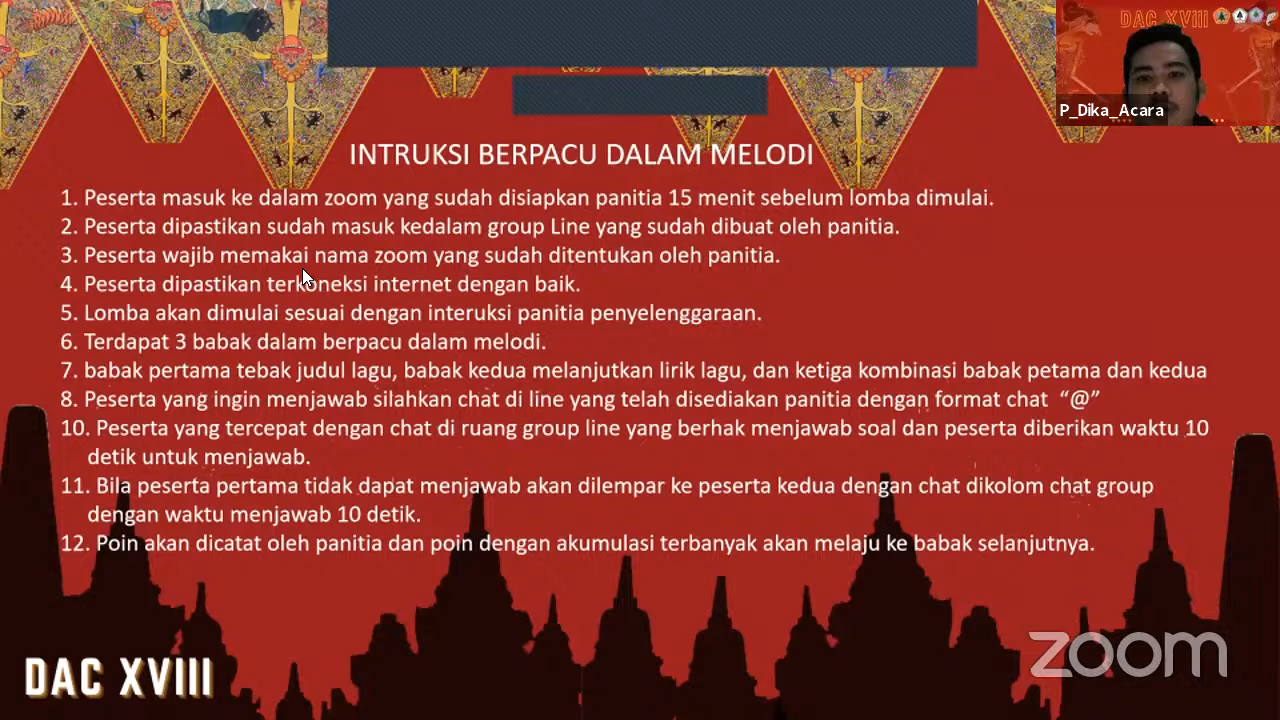 DAC XVIII
P_Dika_Acara
INTRUKSI BERPACU DALAM MELODI
1. Peserta masuk ke dalam zoom yang sudah disiapkan panitia 15 menit sebelum lomba dimulai.
2. Peserta dipastikan sudah masuk kedalam group Line yang sudah dibuat oleh panitia.
3. Peserta wajib memakai nama zoom yang sudah ditentukan oleh panitia.
4. Peserta dipastikan terkoneksi internet dengan baik.
5. Lomba akan dimulai sesuai dengan interuksi panitia penyelenggaraan.
6. Terdapat 3 babak dalam berpacu dalam melodi.
7. babak pertama tebak judul lagu, babak kedua melanjutkan lirik lagu, dan ketiga kombinasi babak petama dan kedua
8. Peserta yang ingin menjawab silahkan chat di line yang telah disediakan panitia dengan format chat “@”
10. Peserta yang tercepat dengan chat di ruang group line yang berhak menjawab soal dan peserta diberikan waktu 10
detik untuk menjawab.
11. Bila peserta pertama tidak dapat menjawab akan dilempar ke peserta kedua dengan chat dikolom chat group
dengan waktu menjawab 10 detik.
12. Poin akan dicatat oleh panitia dan poin dengan akumulasi terbanyak akan melaju ke babak selanjutnya.
DAC XVIII
zoom